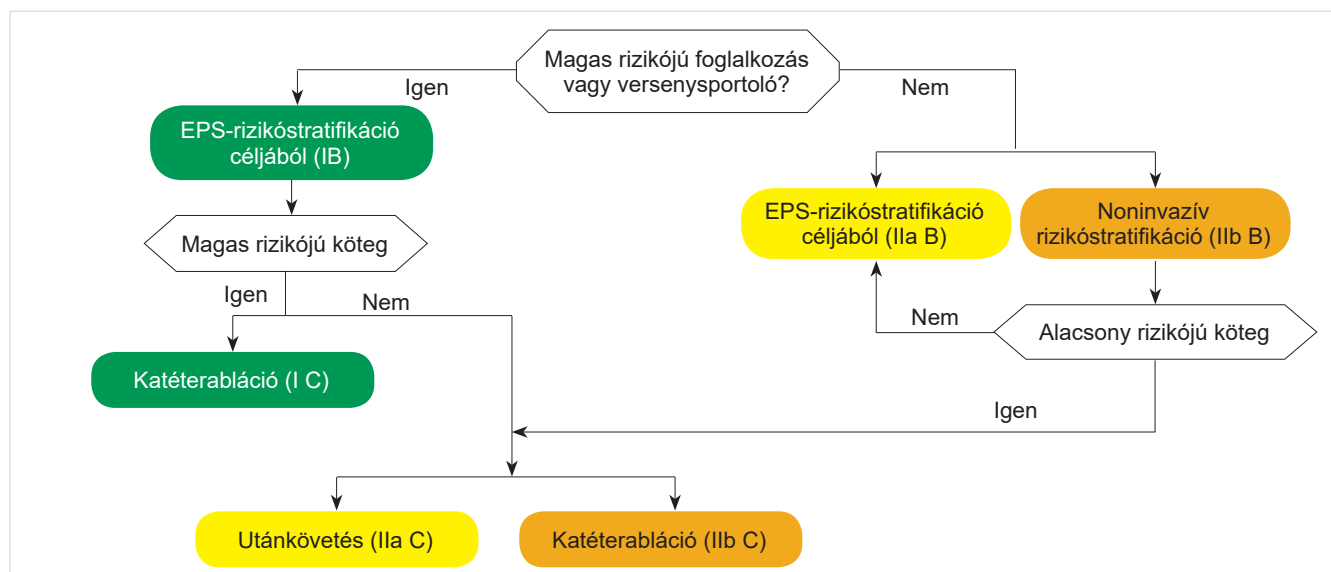 Magas rizikójú foglalkozás
vagy versenysportoló?
Igen
Nem
EPS-rizikóstratifikáció
céljából (IB)
EPS-rizikóstratifikáció
céljából (IIa B)
Noninvazív
rizikóstratifikáció (IIb B)
Magas rizikójú köteg
Igen
Nem
Nem
Alacsony rizikójú köteg
Katéterabláció (I C)
Igen
Utánkövetés (IIa C)
Katéterabláció (IIb C)